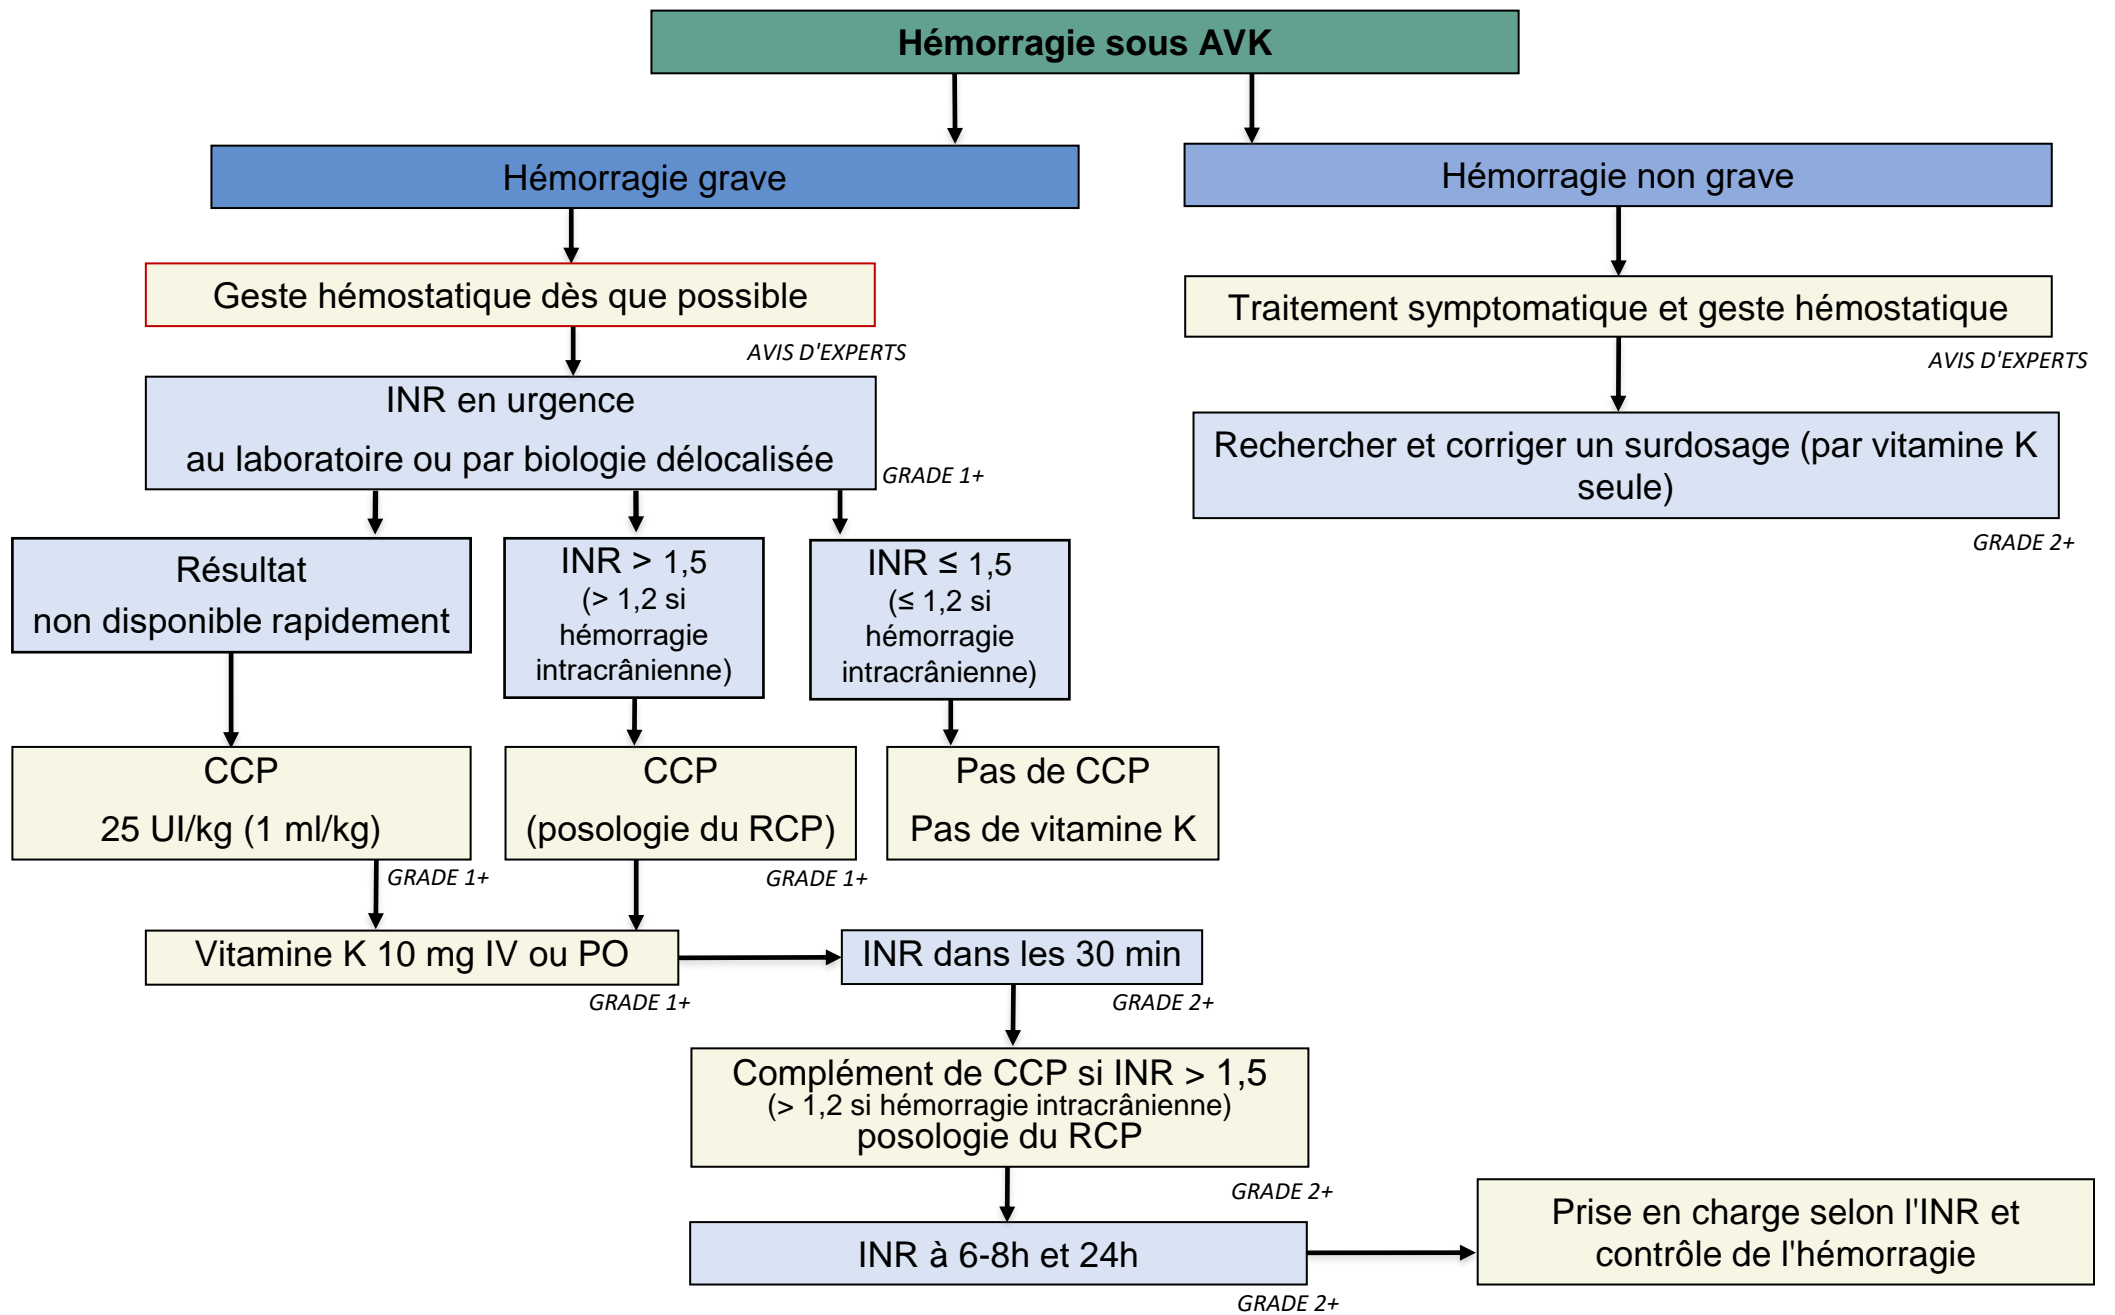 Hémorragie sous AVK
Hémorragie grave
Hémorragie non grave
Geste hémostatique dès que possible
AVIS D'EXPERTS
Traitement symptomatique et geste hémostatique
AVIS D'EXPERTS
INR en urgence
au laboratoire ou par biologie délocalisée
GRADE 1+
Rechercher et corriger un surdosage (par vitamine K
seule)
GRADE 2+
Résultat
non disponible rapidement
INR > 1,5
(> 1,2 si
hémorragie
intracrânienne)
INR ≤ 1,5
(≤ 1,2 si
hémorragie
intracrânienne)
CCP
25 UI/kg (1 ml/kg)
GRADE 1+
CCP
(posologie du RCP)
GRADE 1+
Pas de CCP
Pas de vitamine K
Vitamine K 10 mg IV ou PO
GRADE 1+
INR dans les 30 min
GRADE 2+
Complément de CCP si INR > 1,5
(> 1,2 si hémorragie intracrânienne)
posologie du RCP
GRADE 2+
INR à 6-8h et 24h
GRADE 2+
Prise en charge selon l'INR et
contrôle de l'hémorragie